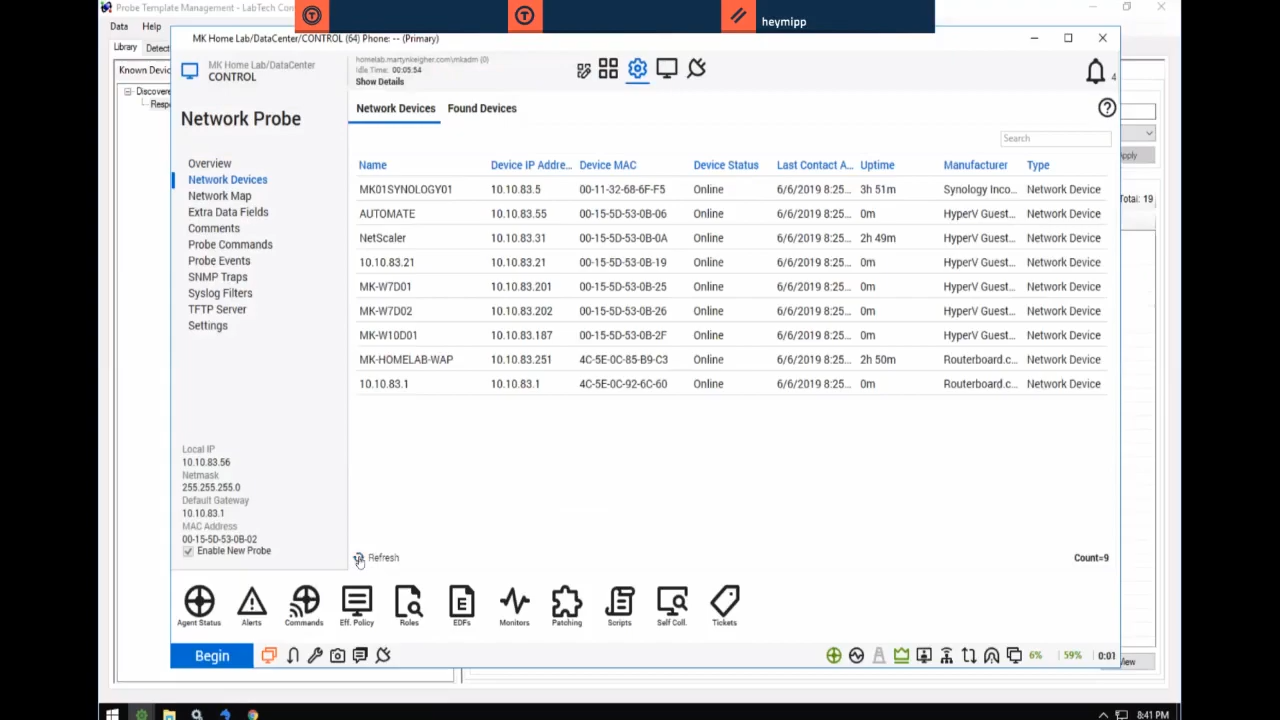 Probe Template Management - LabTech Con
heymipp
Data Help
MK Home Lab/DataCenter/CONTROL (64) Phone: -- (Primary)
Library Detect
Known Devic
Discovere
Resp
MK Home Lab/DataCenter
CONTROL
homelab.martynkeigher.com\mkadm (0)
Idle Time: 00:05:54
Show Details
4
Network Probe
Network Devices Found Devices
Search
Overview
Network Devices
Network Map
Extra Data Fields
Comments
Probe Commands
Probe Events
SNMP Traps
Syslog Filters
TFTP Server
Settings
Name Device IP Addre... Device MAC Device Status Last Contact A... Uptime Manufacturer Type
MK01SYNOLOGY01 10.10.83.5 00-11-32-68-6F-F5 Online 6/6/2019 8:25... 3h 51m Synology Inco... Network Device
AUTOMATE 10.10.83.55 00-15-5D-53-0B-06 Online 6/6/2019 8:25... 0m HyperV Guest... Network Device
NetScaler 10.10.83.31 00-15-5D-53-0B-0A Online 6/6/2019 8:25... 2h 49m HyperV Guest... Network Device
10.10.83.21 10.10.83.21 00-15-5D-53-0B-19 Online 6/6/2019 8:25... 0m HyperV Guest... Network Device
MK-W7D01 10.10.83.201 00-15-5D-53-0B-25 Online 6/6/2019 8:25... 0m HyperV Guest... Network Device
MK-W7D02 10.10.83.202 00-15-5D-53-0B-26 Online 6/6/2019 8:25... 0m HyperV Guest... Network Device
MK-W10D01 10.10.83.187 00-15-5D-53-0B-2F Online 6/6/2019 8:25... 0m HyperV Guest... Network Device
MK-HOMELAB-WAP 10.10.83.251 4C-5E-0C-85-B9-C3 Online 6/6/2019 8:25... 2h 50m Routerboard.c... Network Device
10.10.83.1 10.10.83.1 4C-5E-0C-92-6C-60 Online 6/6/2019 8:25... 0m Routerboard.c... Network Device
pply
Total: 19
Local IP
10.10.83.56
Netmask
255.255.255.0
Default Gateway
10.10.83.1
MAC Address
00-15-5D-53-0B-02
Enable New Probe
Refresh
Count=9
Agent Status Alerts Commands Eff. Policy Roles EDFs Monitors Patching Scripts Self Coll. Tickets
Begin
6% 59% 0:01
View
8:41 PM